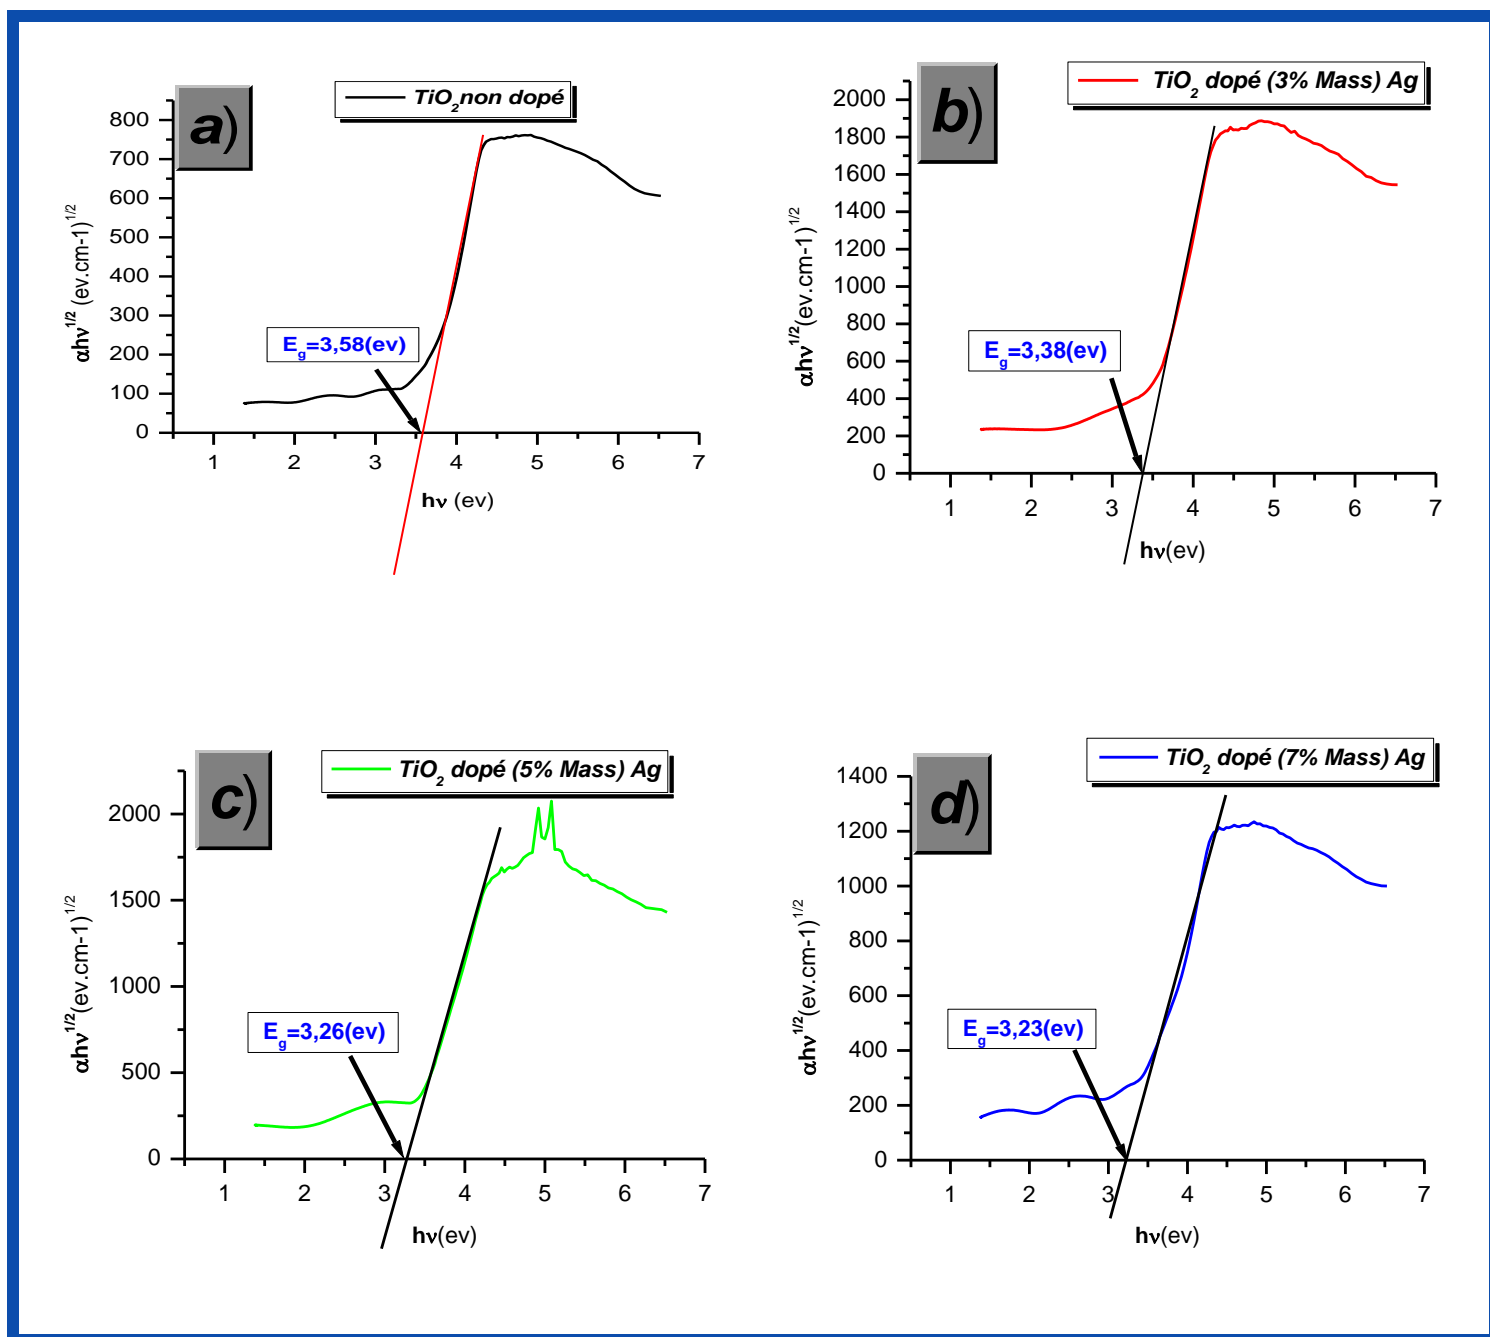 a)
TiO2 non dopé
800
700
600
500
400
300
200
100
0
αhν1/2 (ev.cm-1)1/2
Eg=3,58(ev)
1 2 3 4 5 6 7
hν (ev)
b)
TiO2 dopé (3% Mass) Ag
2000
1800
1600
1400
1200
1000
800
600
400
200
0
αhν1/2(ev.cm-1)1/2
Eg=3,38(ev)
1 2 3 4 5 6 7
hν(ev)
c)
TiO2 dopé (5% Mass) Ag
2000
1500
1000
500
0
αhν1/2(ev.cm-1)1/2
Eg=3,26(ev)
1 2 3 4 5 6 7
hν(ev)
d)
TiO2 dopé (7% Mass) Ag
1400
1200
1000
800
600
400
200
0
αhν1/2(ev.cm-1)1/2
Eg=3,23(ev)
1 2 3 4 5 6 7
hν(ev)